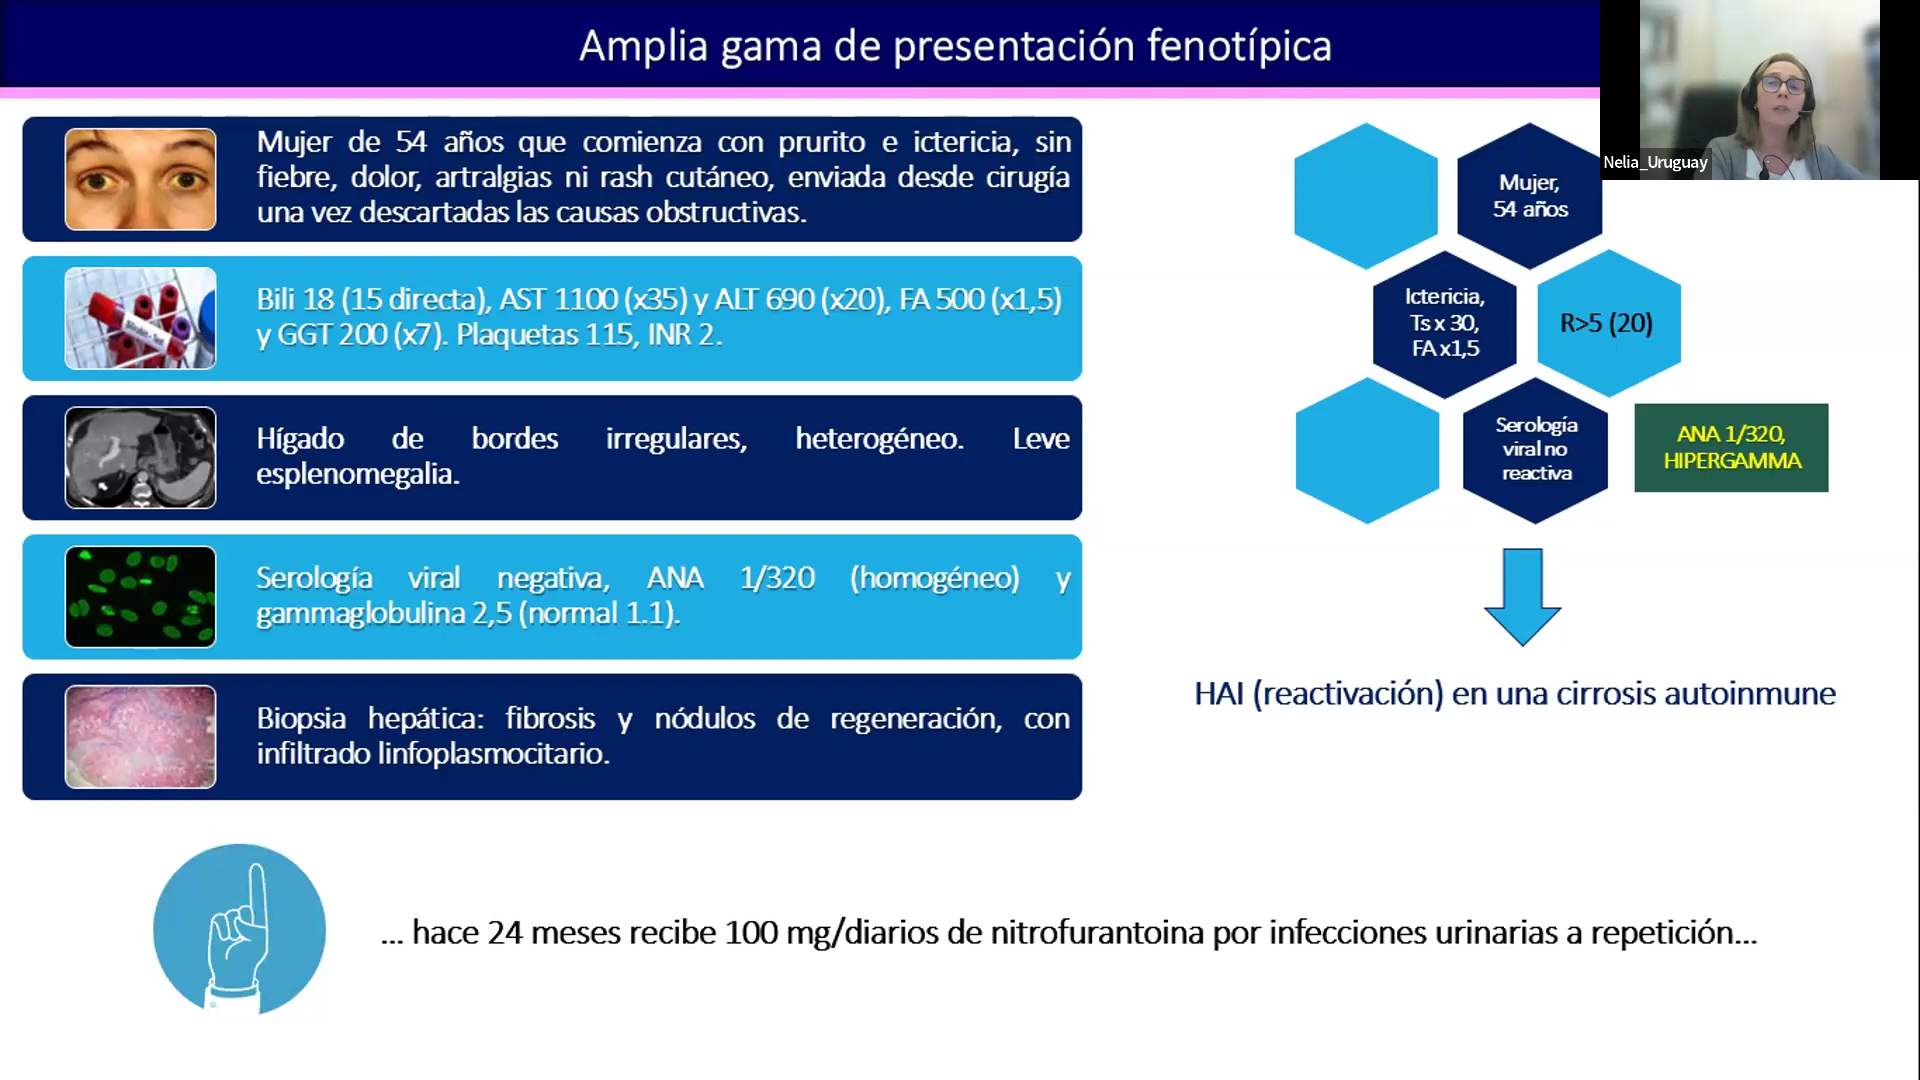 Amplia gama de presentación fenotípica
Nelia_Uruguay
Mujer de 54 años que comienza con prurito e ictericia, sin
fiebre, dolor, artralgias ni rash cutáneo, enviada desde cirugía
una vez descartadas las causas obstructivas.
Bili 18 (15 directa), AST 1100 (x35) y ALT 690 (x20), FA 500 (x1,5)
y GGT 200 (x7). Plaquetas 115, INR 2.
Hígado de bordes irregulares, heterogéneo. Leve
esplenomegalia.
Serología viral negativa, ANA 1/320 (homogéneo) y
gammaglobulina 2,5 (normal 1.1).
Biopsia hepática: fibrosis y nódulos de regeneración, con
infiltrado linfoplasmocitario.
Mujer,
54 años
Ictericia,
Ts x 30,
FA x1,5
R>5 (20)
Serología
viral no
reactiva
ANA 1/320,
HIPERGAMMA
HAI (reactivación) en una cirrosis autoinmune
... hace 24 meses recibe 100 mg/diarios de nitrofurantoina por infecciones urinarias a repetición...